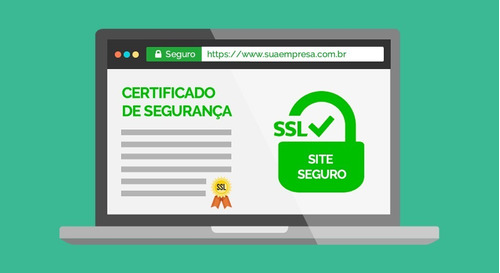 Seguro https://www.suaempresa.com.br
CERTIFICADO
DE SEGURANÇA
SSL
SITE
SEGURO
SSL